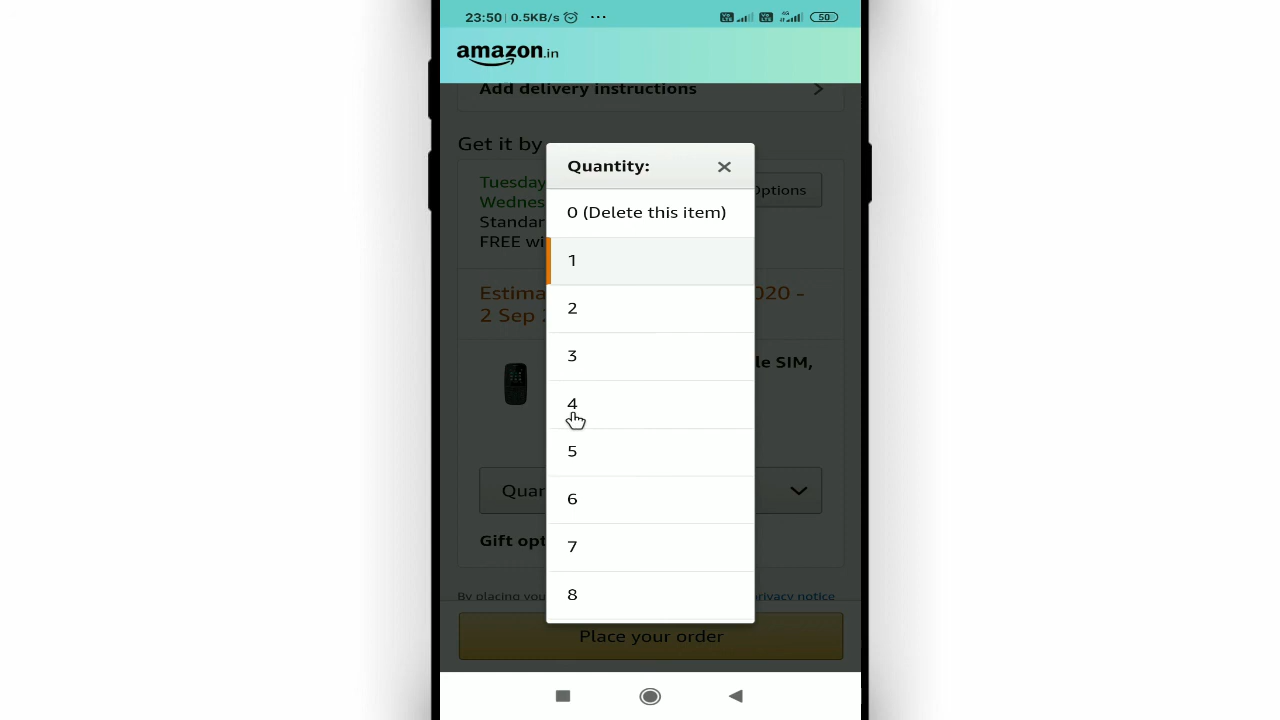 23:50 0.5KB/s ...
50
amazon.in
Add delivery instructions
Get it by
Quantity:
Tuesday
Wednes
Standar
FREE wi
Options
0 (Delete this item)
1
2
Estima
020 -
2 Sep
3
le SIM,
4
5
Quan
6
Gift opt
7
8
By placing you
privacy notice
Place your order